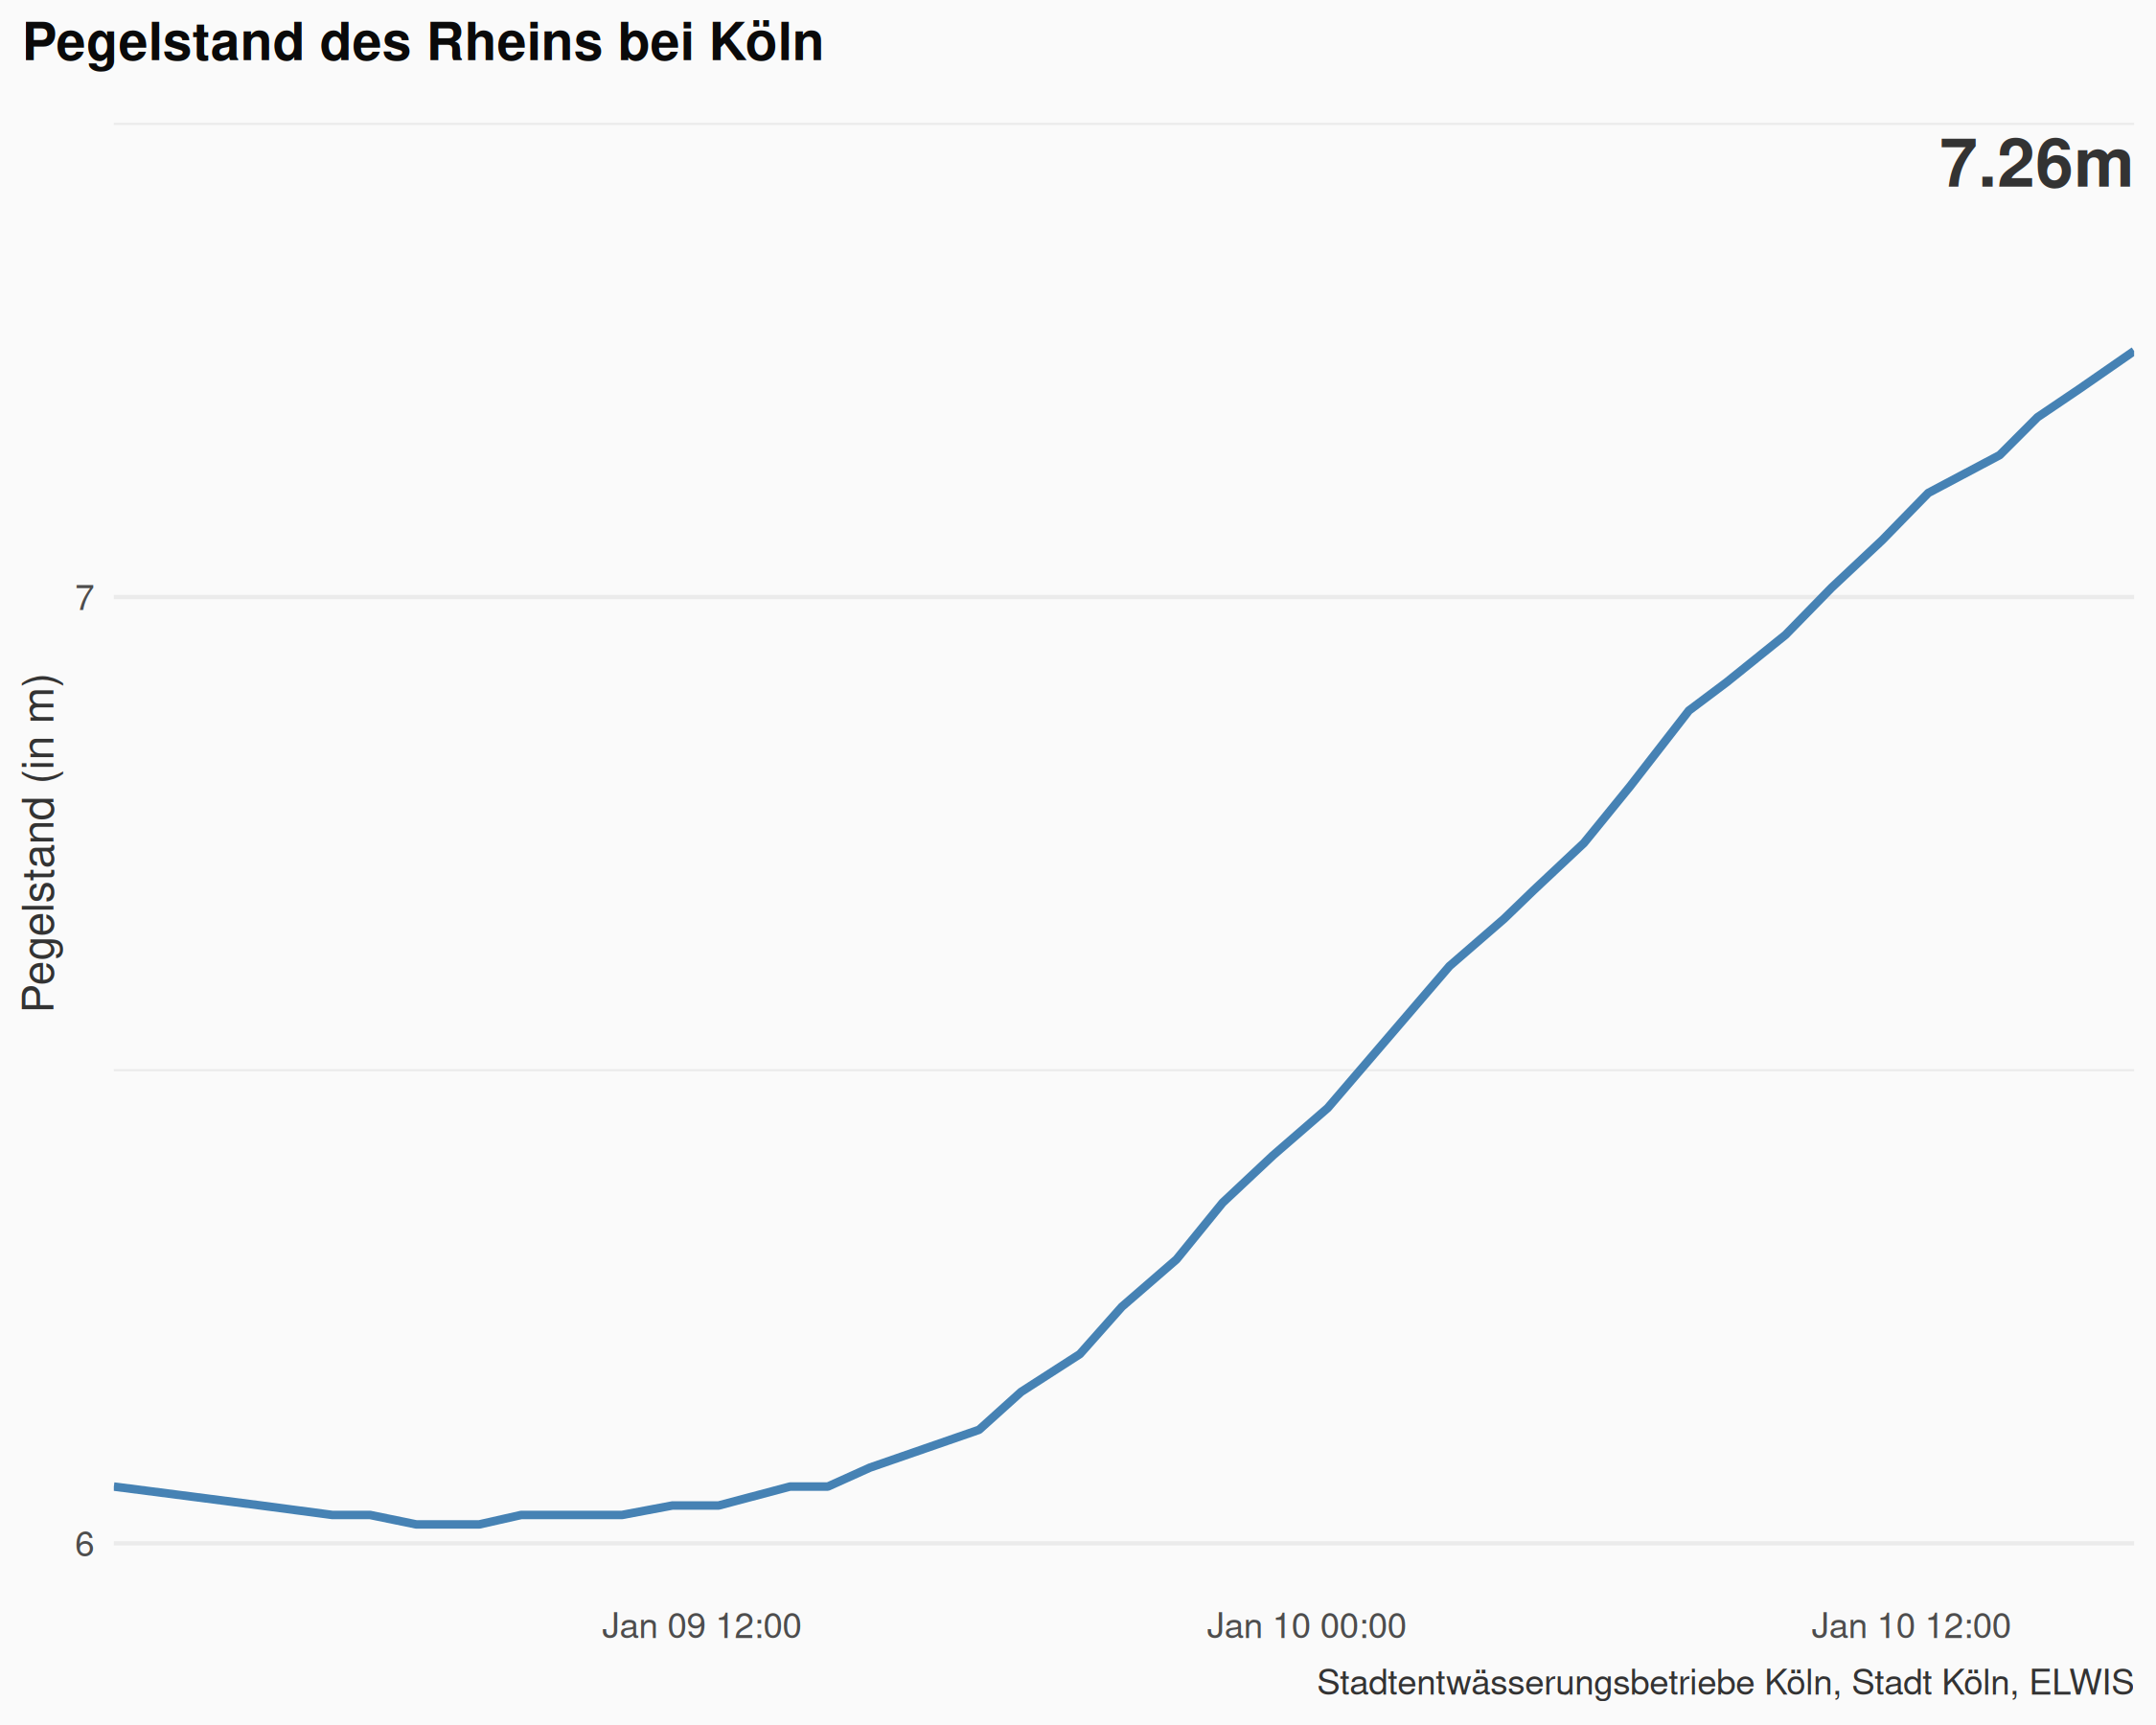 Pegelstand des Rheins bei Köln
7.26m
7
Pegelstand (in m)
6
Jan 09 12:00
Jan 10 00:00
Jan 10 12:00
Stadtentwässerungsbetriebe Köln, Stadt Köln, ELWIS